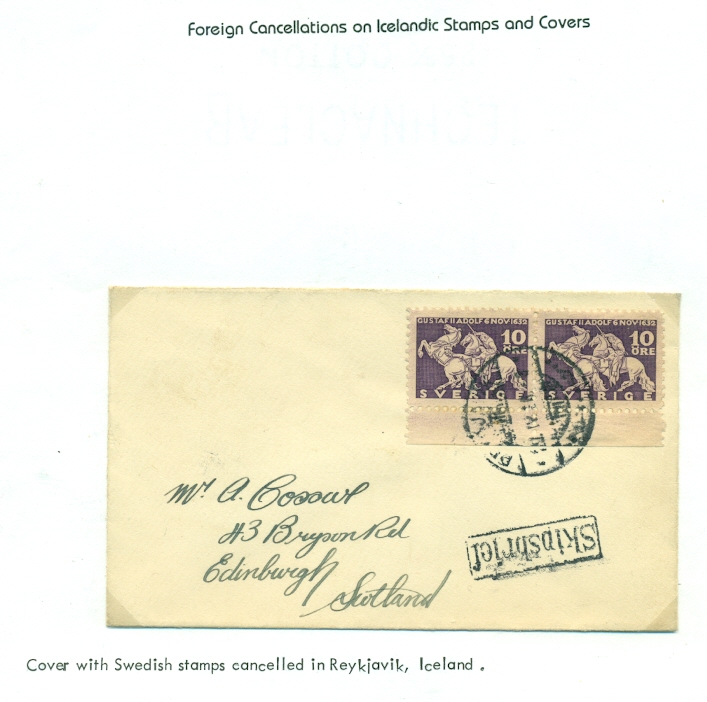 Foreign Cancellations on Icelandic Stamps and Covers
GUSTAF II ADOLF 6 NOV 1632
10
ÖRE
SVERIGE
GUSTAF II ADOLF 6 NOV 1632
10
ÖRE
SVERIGE
Mr A.
43 Bryson Rd
Edinburgh
Scotland
Skipsbrief
Cover with Swedish stamps cancelled in Reykjavik, Iceland .